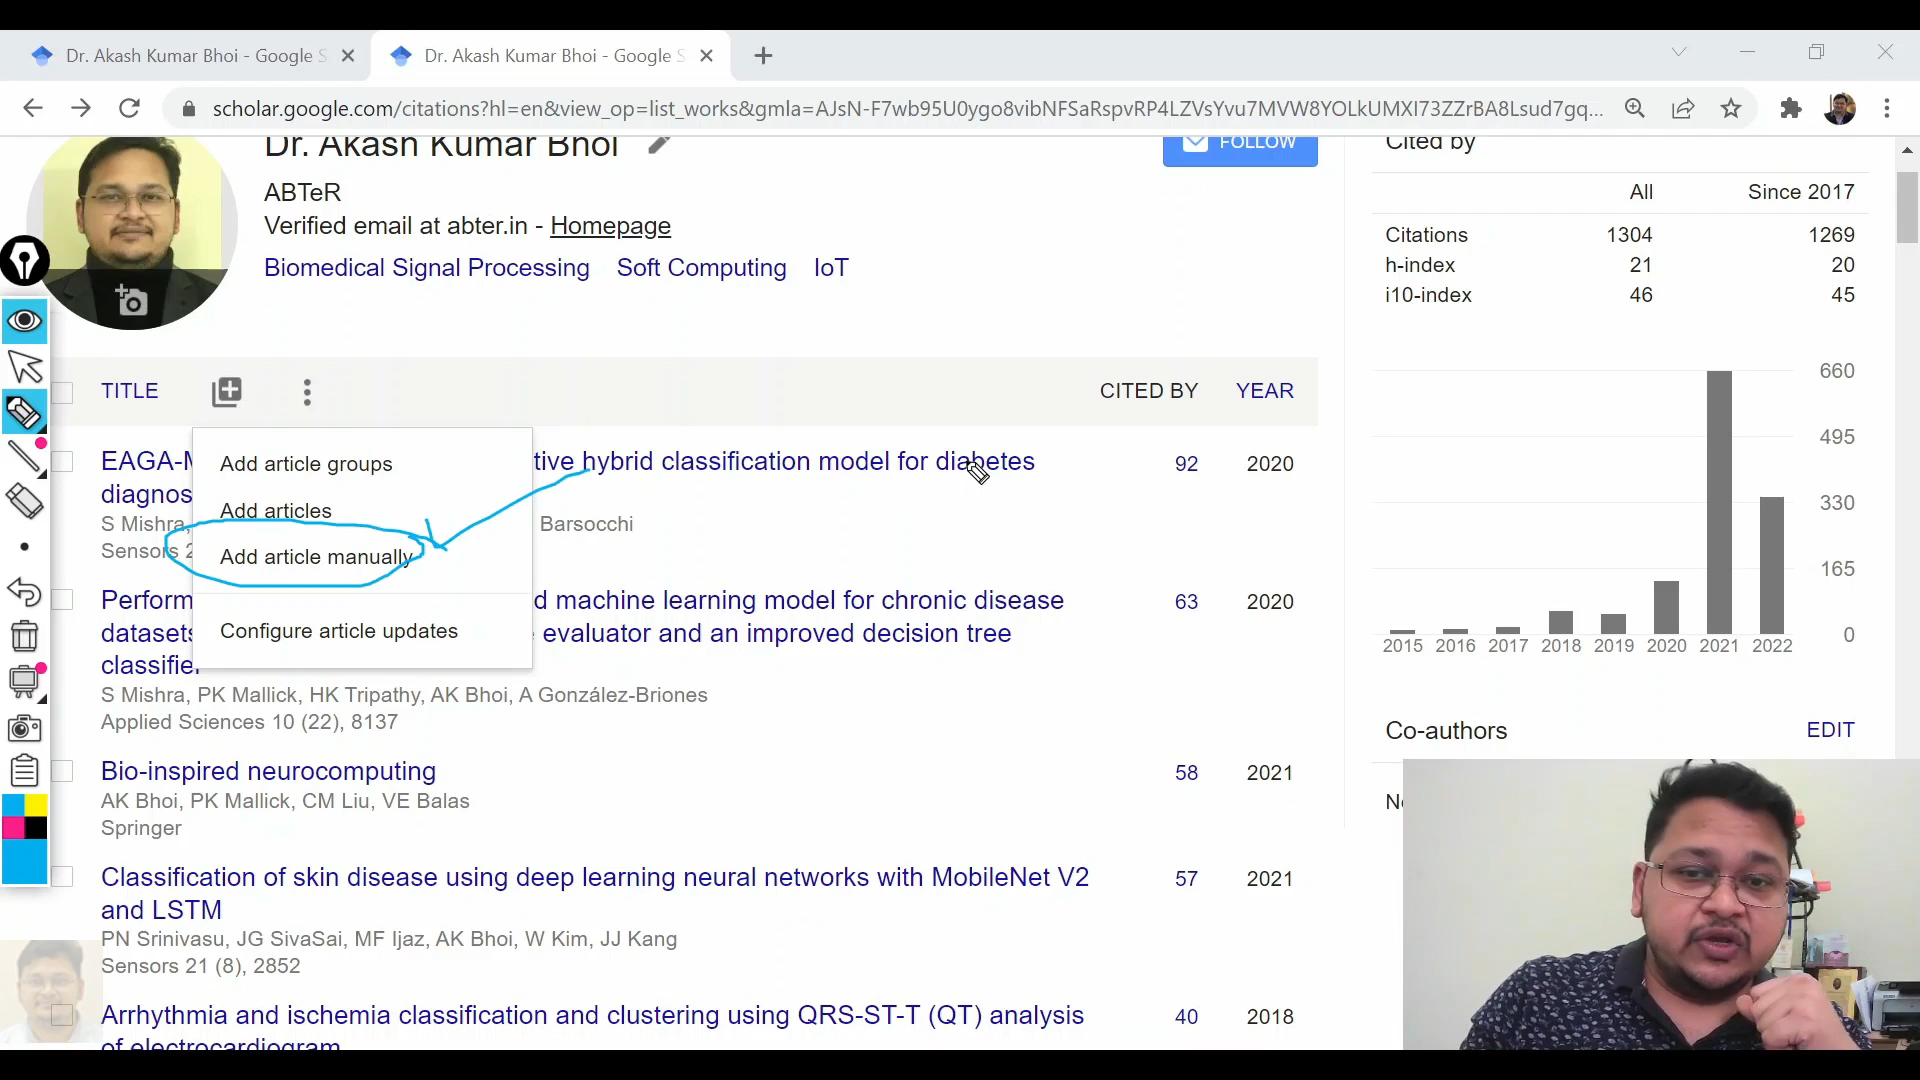 Dr. Akash Kumar Bhoi - Google S
Dr. Akash Kumar Bhoi - Google S
scholar.google.com/citations?hl=en&view_op=list_works&gmla=AJsN-F7wb95U0ygo8vibNFSaRspvRP4LZVsYvu7MVW8YOLkUMXI73ZZrBA8Lsud7gq...
Dr. Akash Kumar Bhoi
FOLLOW
ABTeR
Verified email at abter.in - Homepage
Biomedical Signal Processing Soft Computing IoT
TITLE
CITED BY YEAR
Add article groups
Add articles
Add article manually
Configure article updates
EAGA-M tive hybrid classification model for diabetes 92 2020
diagnos
S Mishra, Barsocchi
Sensors 2
Perform d machine learning model for chronic disease 63 2020
datasets evaluator and an improved decision tree
classifier
S Mishra, PK Mallick, HK Tripathy, AK Bhoi, A González-Briones
Applied Sciences 10 (22), 8137
Bio-inspired neurocomputing 58 2021
AK Bhoi, PK Mallick, CM Liu, VE Balas
Springer
Classification of skin disease using deep learning neural networks with MobileNet V2 57 2021
and LSTM
PN Srinivasu, JG SivaSai, MF Ijaz, AK Bhoi, W Kim, JJ Kang
Sensors 21 (8), 2852
Arrhythmia and ischemia classification and clustering using QRS-ST-T (QT) analysis 40 2018
of electrocardiogram
Cited by
All Since 2017
Citations 1304 1269
h-index 21 20
i10-index 46 45
660
495
330
165
0
2015 2016 2017 2018 2019 2020 2021 2022
Co-authors EDIT